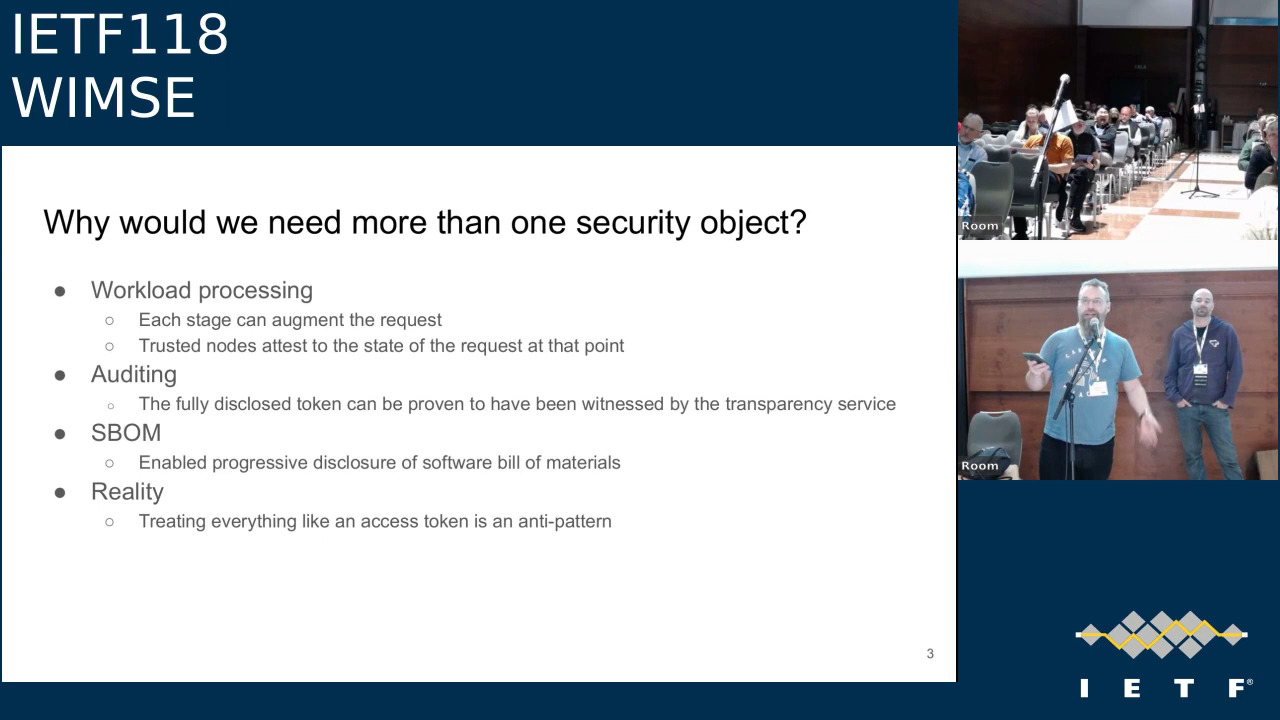 IETF118
WIMSE
Why would we need more than one security object?
● Workload processing
○ Each stage can augment the request
○ Trusted nodes attest to the state of the request at that point
● Auditing
○ The fully disclosed token can be proven to have been witnessed by the transparency service
● SBOM
○ Enabled progressive disclosure of software bill of materials
● Reality
○ Treating everything like an access token is an anti-pattern
3
Room
Room
I E T F®